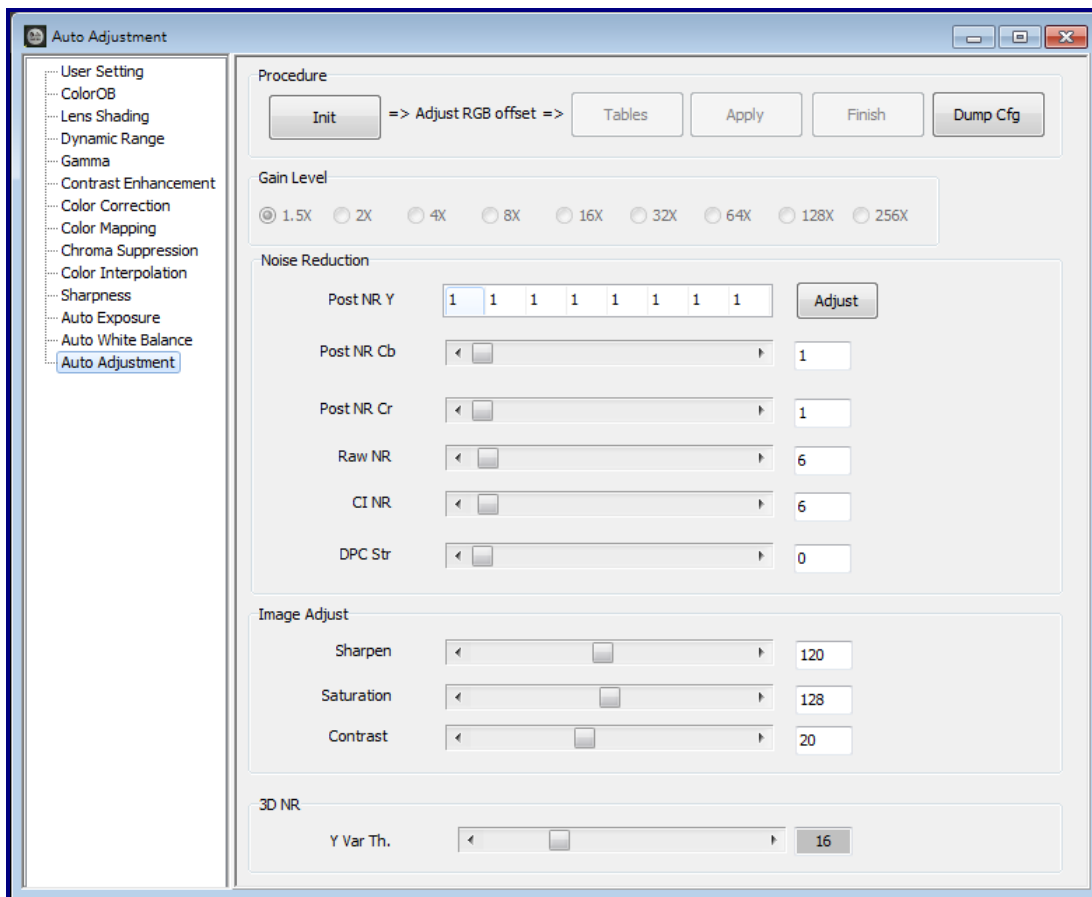 Auto Adjustment
User Setting
ColorOB
Lens Shading
Dynamic Range
Gamma
Contrast Enhancement
Color Correction
Color Mapping
Chroma Suppression
Color Interpolation
Sharpness
Auto Exposure
Auto White Balance
Auto Adjustment
Procedure
Init => Adjust RGB offset => Tables Apply Finish Dump Cfg
Gain Level
1.5X 2X 4X 8X 16X 32X 64X 128X 256X
Noise Reduction
Post NR Y 1 1 1 1 1 1 1 1 Adjust
Post NR Cb 1
Post NR Cr 1
Raw NR 6
CI NR 6
DPC Str 0
Image Adjust
Sharpen 120
Saturation 128
Contrast 20
3D NR
Y Var Th. 16